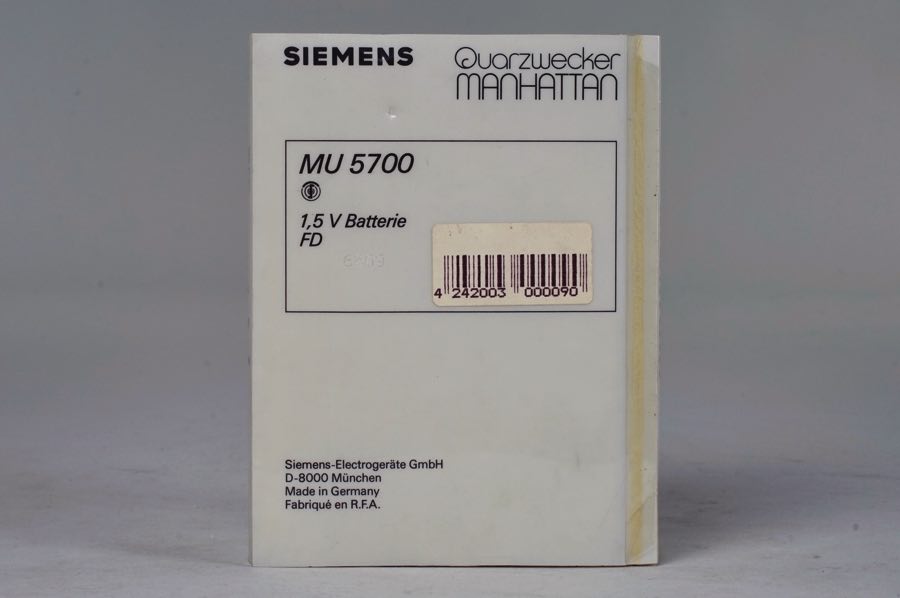 SIEMENS
Quarzwecker
MANHATTAN
MU 5700
1,5 V Batterie
FD
4 242003 000090
Siemens-Electrogeräte GmbH
D-8000 München
Made in Germany
Fabriqué en R.F.A.